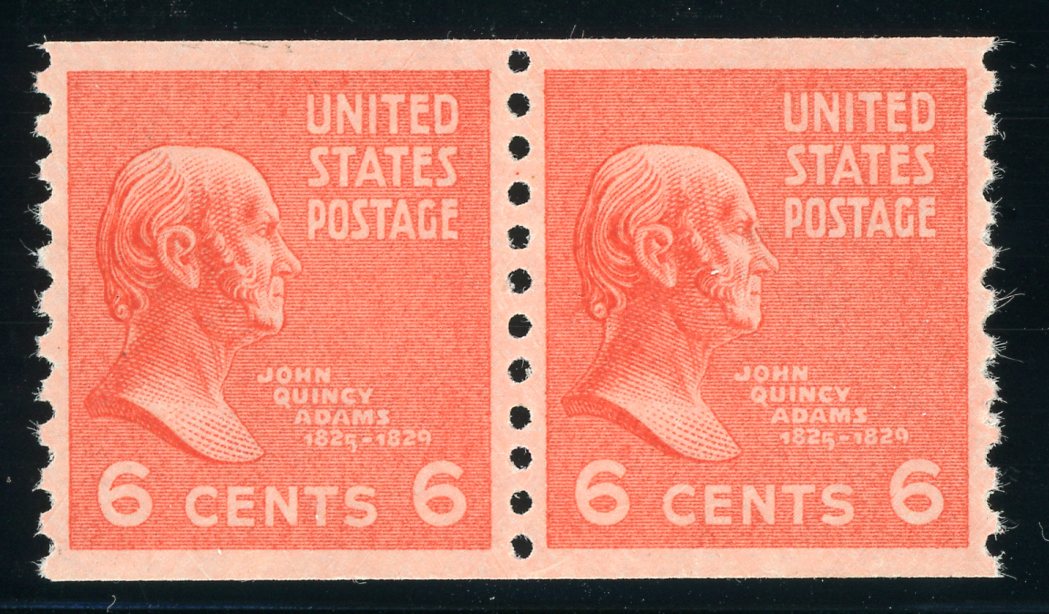 UNITED
STATES
POSTAGE
JOHN
QUINCY
ADAMS
1825-1829
6 CENTS 6
UNITED
STATES
POSTAGE
JOHN
QUINCY
ADAMS
1825-1829
6 CENTS 6